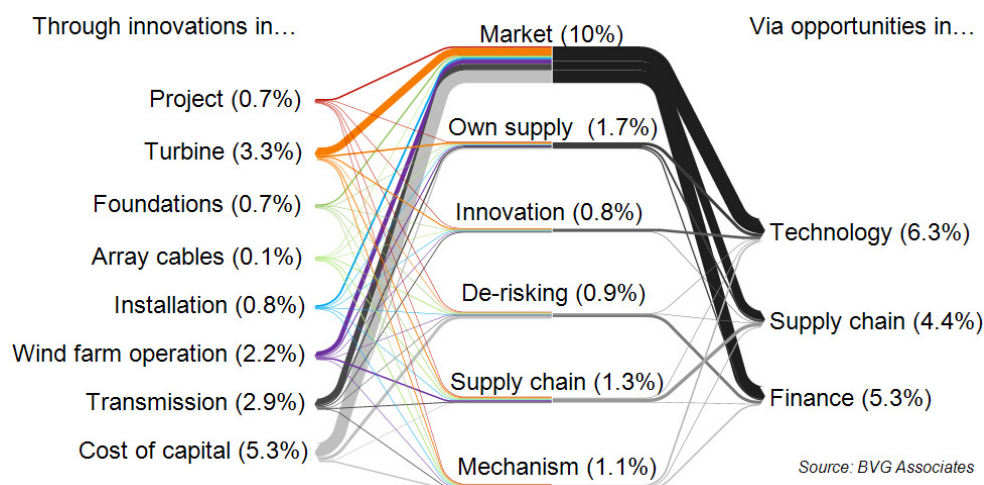 Through innovations in…
Project (0.7%)
Turbine (3.3%)
Foundations (0.7%)
Array cables (0.1%)
Installation (0.8%)
Wind farm operation (2.2%)
Transmission (2.9%)
Cost of capital (5.3%)
Market (10%)
Own supply (1.7%)
Innovation (0.8%)
De-risking (0.9%)
Supply chain (1.3%)
Mechanism (1.1%)
Via opportunities in…
Technology (6.3%)
Supply chain (4.4%)
Finance (5.3%)
Source: BVG Associates